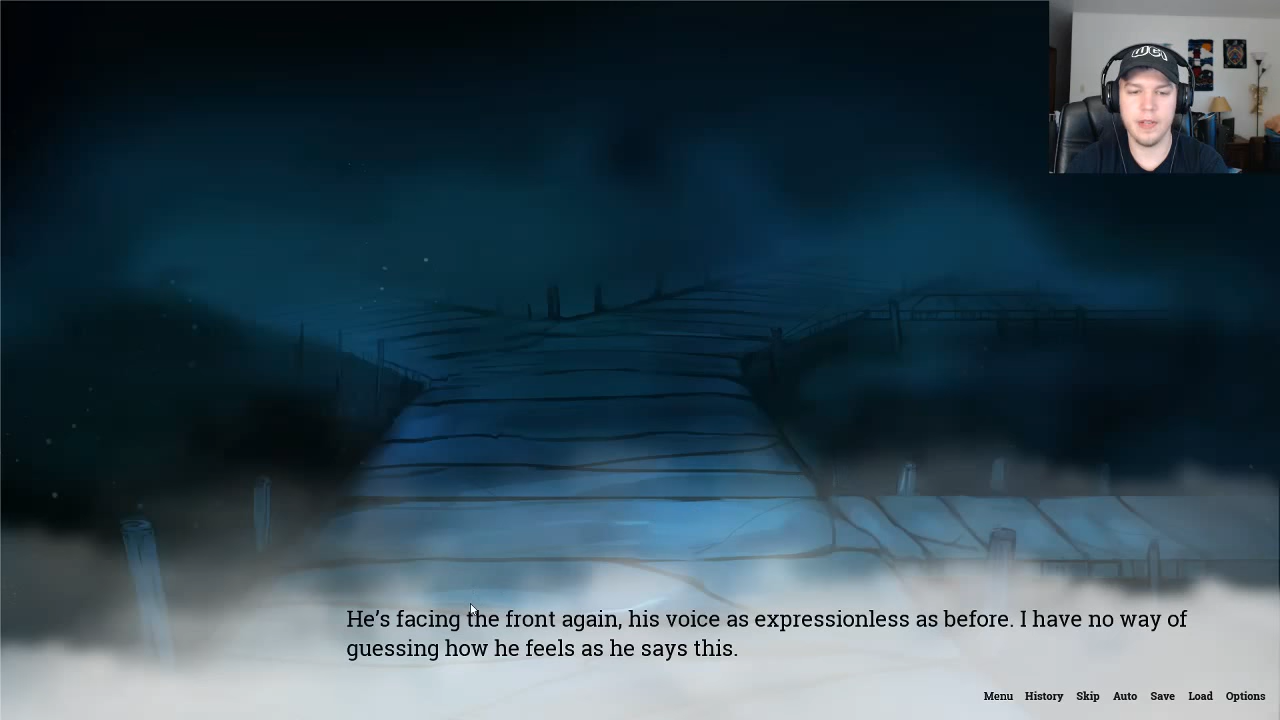 He's facing the front again, his voice as expressionless as before. I have no way of
guessing how he feels as he says this.
Menu History Skip Auto Save Load Options